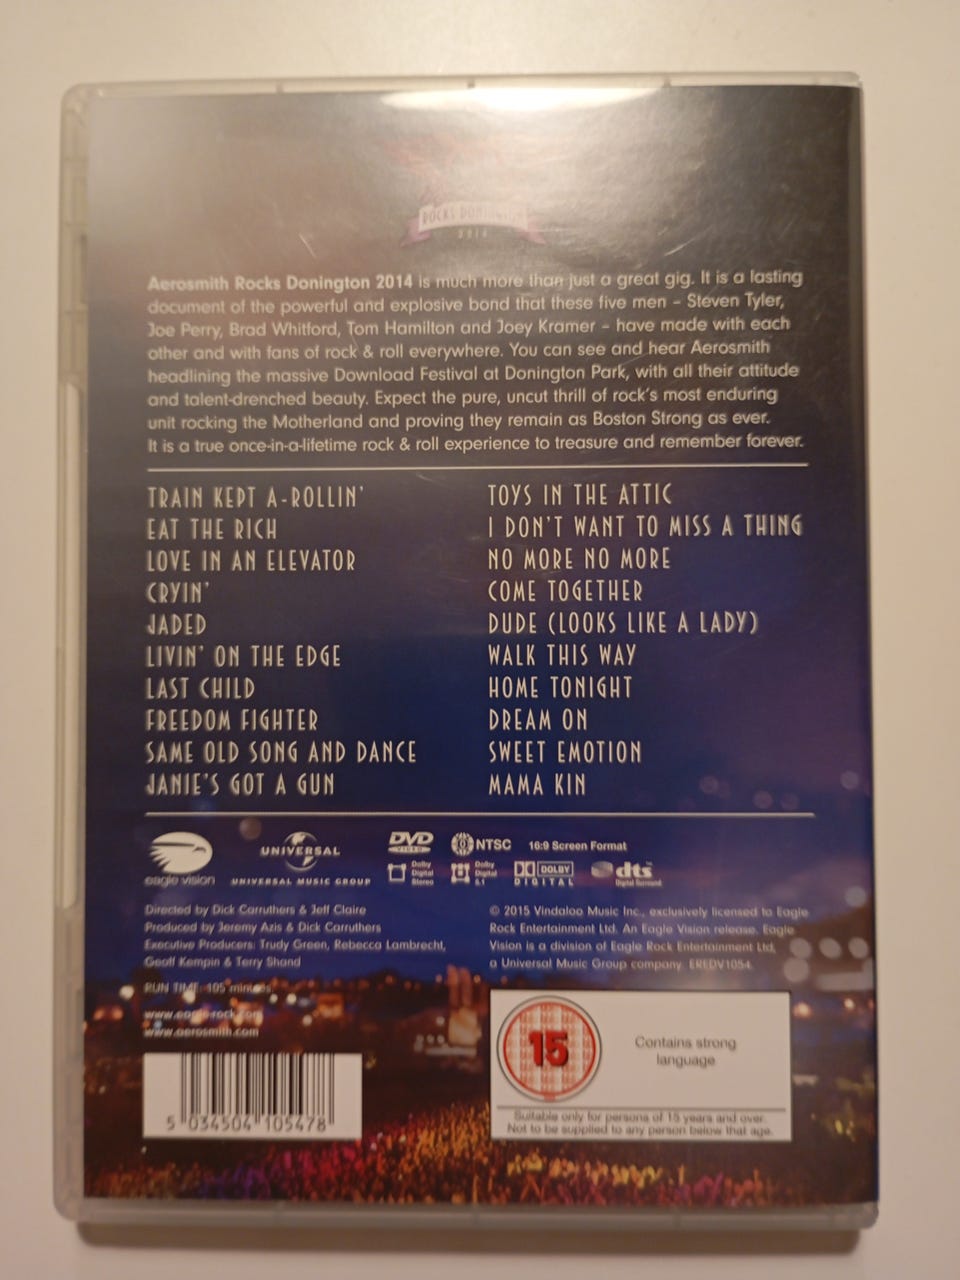 ROCKS DONINGTON
2014
Aerosmith Rocks Donington 2014 is much more than just a great gig. It is a lasting
document of the powerful and explosive bond that these five men – Steven Tyler,
Joe Perry, Brad Whitford, Tom Hamilton and Joey Kramer – have made with each
other and with fans of rock & roll everywhere. You can see and hear Aerosmith
headlining the massive Download Festival at Donington Park, with all their attitude
and talent-drenched beauty. Expect the pure, uncut thrill of rock's most enduring
unit rocking the Motherland and proving they remain as Boston Strong as ever.
It is a true once-in-a-lifetime rock & roll experience to treasure and remember forever.
TRAIN KEPT A-ROLLIN'
EAT THE RICH
LOVE IN AN ELEVATOR
CRYIN'
JADED
LIVIN' ON THE EDGE
LAST CHILD
FREEDOM FIGHTER
SAME OLD SONG AND DANCE
JANIE'S GOT A GUN
TOYS IN THE ATTIC
I DON'T WANT TO MISS A THING
NO MORE NO MORE
COME TOGETHER
DUDE (LOOKS LIKE A LADY)
WALK THIS WAY
HOME TONIGHT
DREAM ON
SWEET EMOTION
MAMA KIN
eagle vision
UNIVERSAL
UNIVERSAL MUSIC GROUP
DVD
VIDEO
NTSC
16:9 Screen Format
Dolby
Digital
Stereo
Dolby
Digital
5.1
DOLBY
DIGITAL
dts
Digital Surround
Directed by Dick Carruthers & Jeff Claire
Produced by Jeremy Azis & Dick Carruthers
Executive Producers: Trudy Green, Rebecca Lambrecht,
Geoff Kempin & Terry Shand
RUN TIME: 105 minutes
www.eagle-rock.com
www.aerosmith.com
© 2015 Vindaloo Music Inc., exclusively licensed to Eagle
Rock Entertainment Ltd. An Eagle Vision release. Eagle
Vision is a division of Eagle Rock Entertainment Ltd,
a Universal Music Group company. EREDV1054.
5 034504 105478
15
Contains strong
language
Suitable only for persons of 15 years and over.
Not to be supplied to any person below that age.